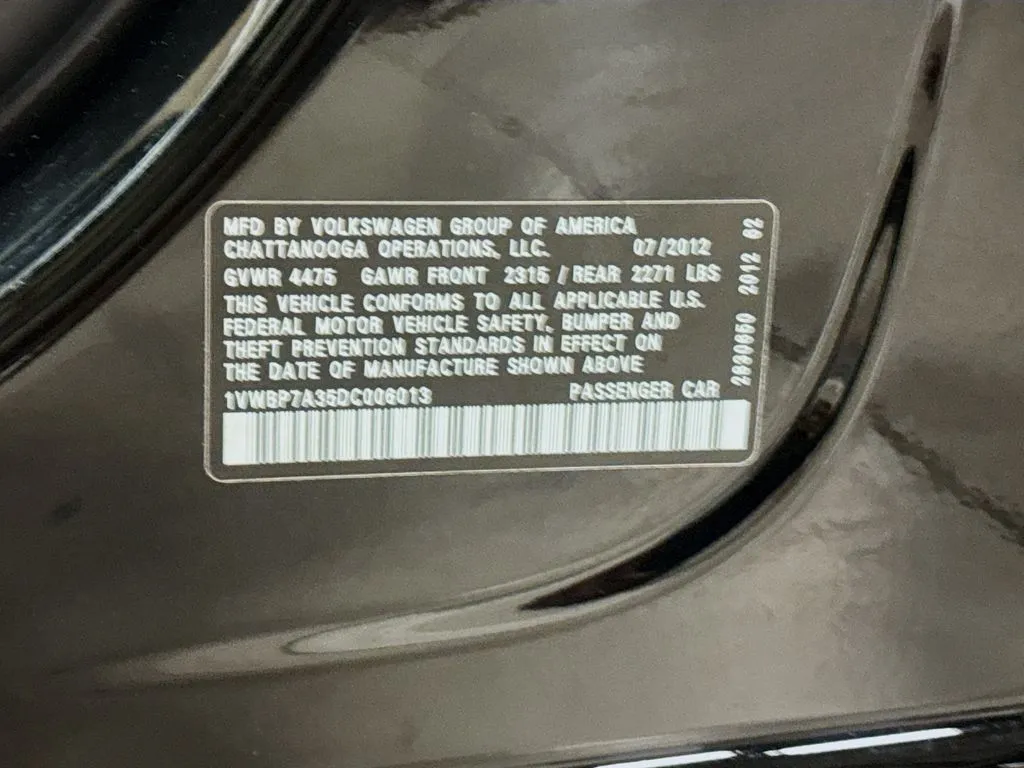 MFD BY VOLKSWAGEN GROUP OF AMERICA
CHATTANOOGA OPERATIONS, LLC. 07/2012
GVWR 4475 GAWR FRONT 2315 / REAR 2271 LBS
THIS VEHICLE CONFORMS TO ALL APPLICABLE U.S.
FEDERAL MOTOR VEHICLE SAFETY, BUMPER AND
THEFT PREVENTION STANDARDS IN EFFECT ON
THE DATE OF MANUFACTURE SHOWN ABOVE
1VWBP7A35DC006013 PASSENGER CAR
2012 02